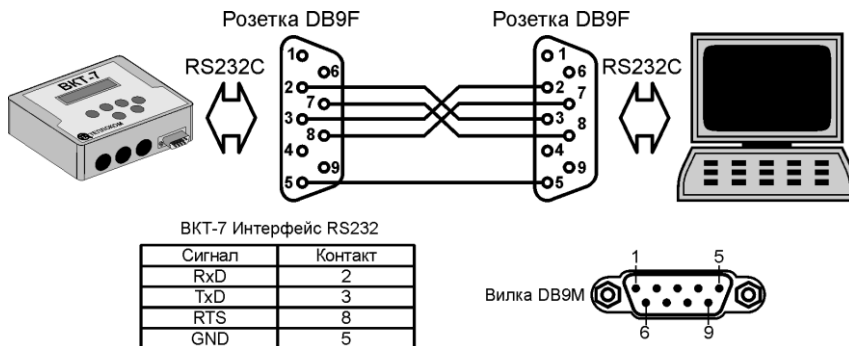 Розетка DB9F
Розетка DB9F
RS232C
RS232C
ВКТ-7
ТЕПЛОКОМ
1
6
2
7
3
8
4
9
5
1
6
2
7
3
8
4
9
5
ВКТ-7 Интерфейс RS232
Сигнал Контакт
RxD 2
TxD 3
RTS 8
GND 5
Вилка DB9M
1 5
6 9